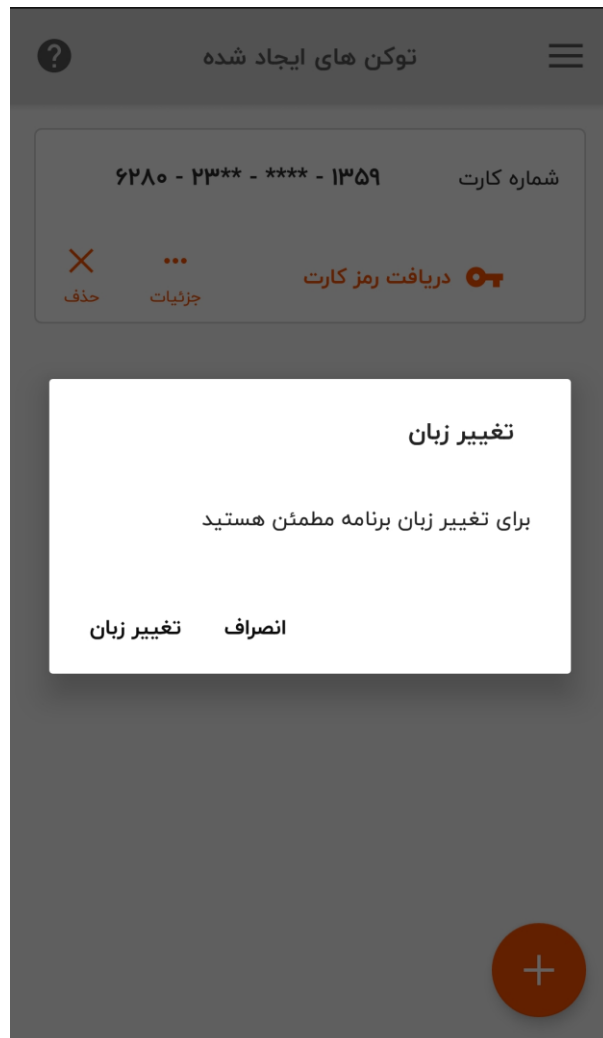 توکن های ایجاد شده
شماره کارت ۶۲۸۰ - ۲۳** - **** - ۱۳۵۹
دریافت رمز کارت
جزئیات
حذف
تغییر زبان
برای تغییر زبان برنامه مطمئن هستید
انصراف
تغییر زبان